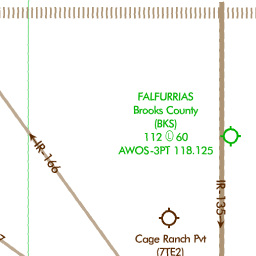 FALFURRIAS
Brooks County
(BKS)
112 Ⓛ 60
AWOS-3PT 118.125
IR-166
IR-135
Cage Ranch Pvt
(7TE2)